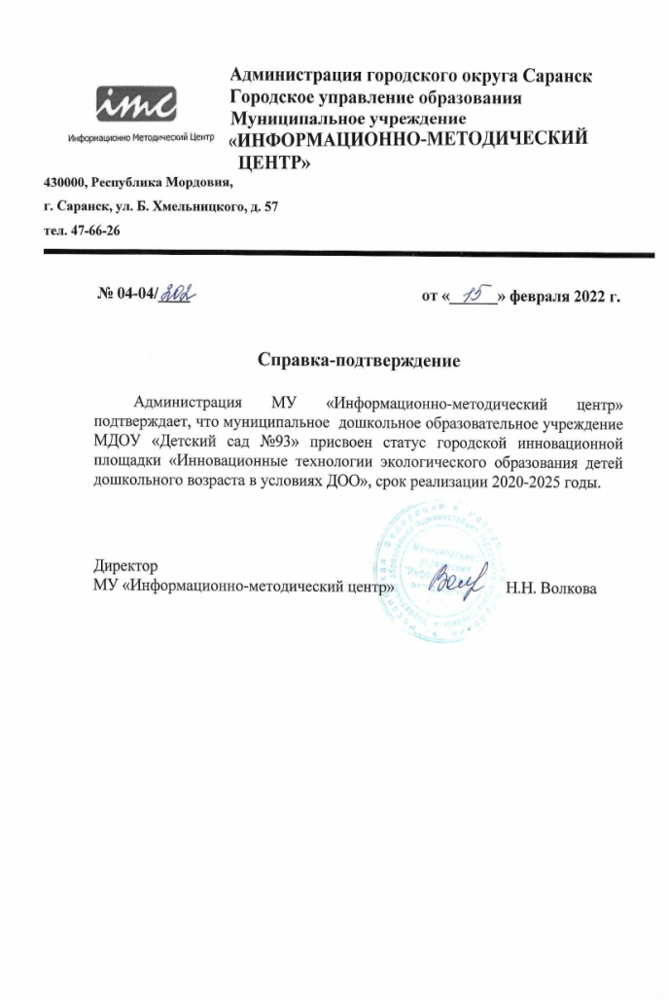 Администрация городского округа Саранск
Городское управление образования
Муниципальное учреждение
«ИНФОРМАЦИОННО-МЕТОДИЧЕСКИЙ
ЦЕНТР»
imc
Информационно Методический Центр
430000, Республика Мордовия,
г. Саранск, ул. Б. Хмельницкого, д. 57
тел. 47-66-26
№ 04-04/202
от «15» февраля 2022 г.
Справка-подтверждение
Администрация МУ «Информационно-методический центр»
подтверждает, что муниципальное дошкольное образовательное учреждение
МДОУ «Детский сад №93» присвоен статус городской инновационной
площадки «Инновационные технологии экологического образования детей
дошкольного возраста в условиях ДОО», срок реализации 2020-2025 годы.
Директор
МУ «Информационно-методический центр»
Н.Н. Волкова